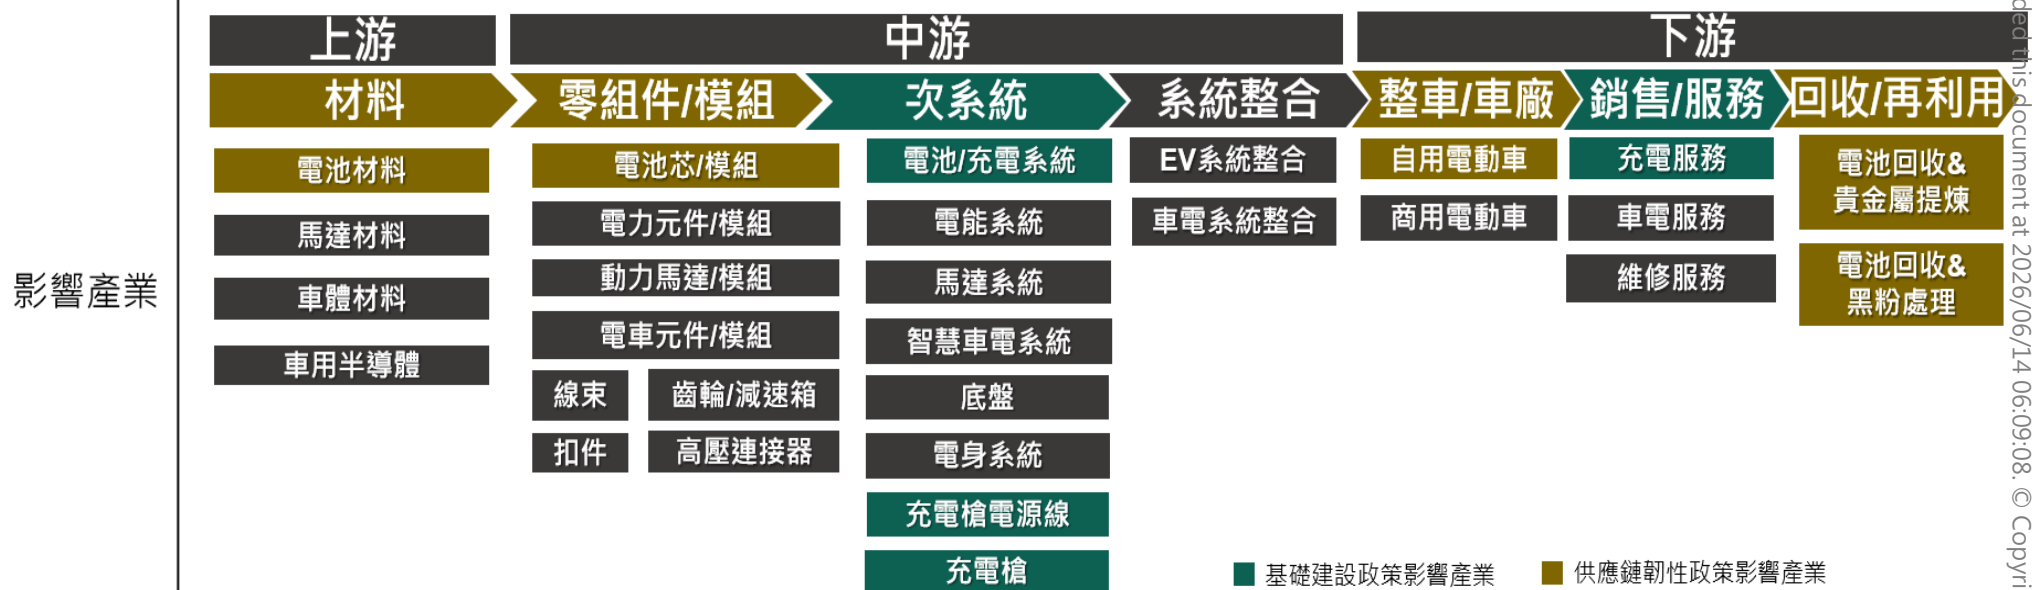 上游
中游
下游
材料
零組件/模組
次系統
系統整合
整車/車廠
銷售/服務
回收/再利用
影響產業
電池材料
馬達材料
車體材料
車用半導體
電池芯/模組
電力元件/模組
動力馬達/模組
電車元件/模組
線束
齒輪/減速箱
扣件
高壓連接器
電池/充電系統
電能系統
馬達系統
智慧車電系統
底盤
電身系統
充電槍電源線
充電槍
EV系統整合
車電系統整合
自用電動車
商用電動車
充電服務
車電服務
維修服務
電池回收&
貴金屬提煉
電池回收&
黑粉處理
基礎建設政策影響產業
供應鏈韌性政策影響產業
ded this document at 2026/06/14 06:09:08. © Copyri